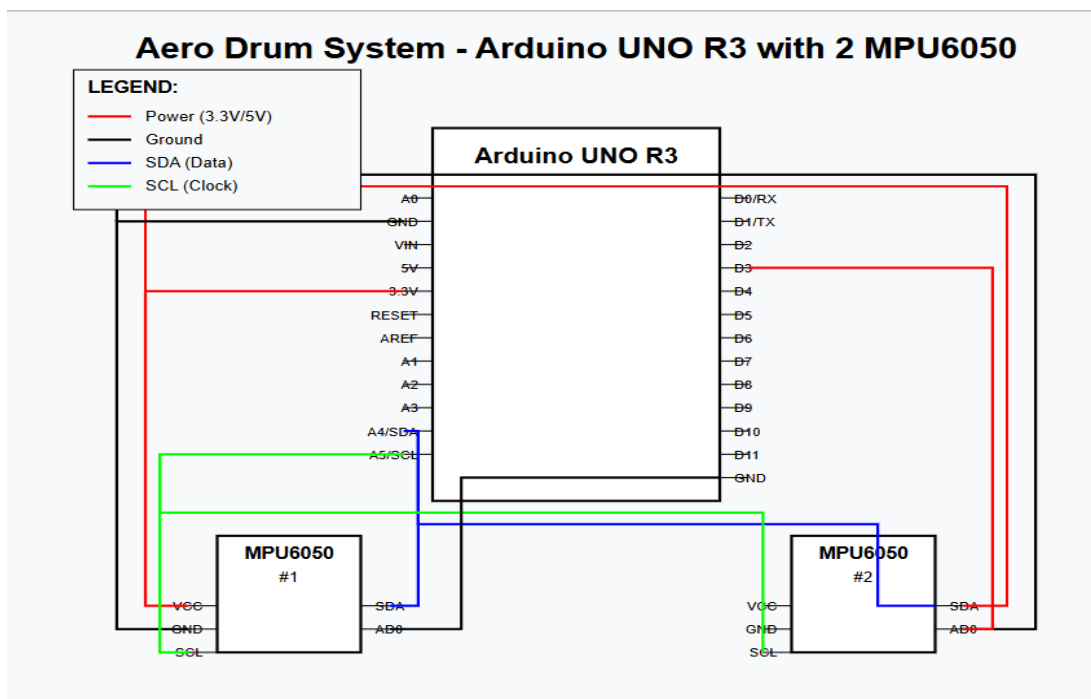 Aero Drum System - Arduino UNO R3 with 2 MPU6050
LEGEND:
Power (3.3V/5V)
Ground
SDA (Data)
SCL (Clock)
Arduino UNO R3
A0
GND
VIN
5V
3.3V
RESET
AREF
A1
A2
A3
A4/SDA
A5/SCL
D0/RX
D1/TX
D2
D3
D4
D5
D6
D7
D8
D9
D10
D11
GND
MPU6050
#1
VCC
GND
SCL
SDA
AD0
MPU6050
#2
VCC
GND
SCL
SDA
AD0